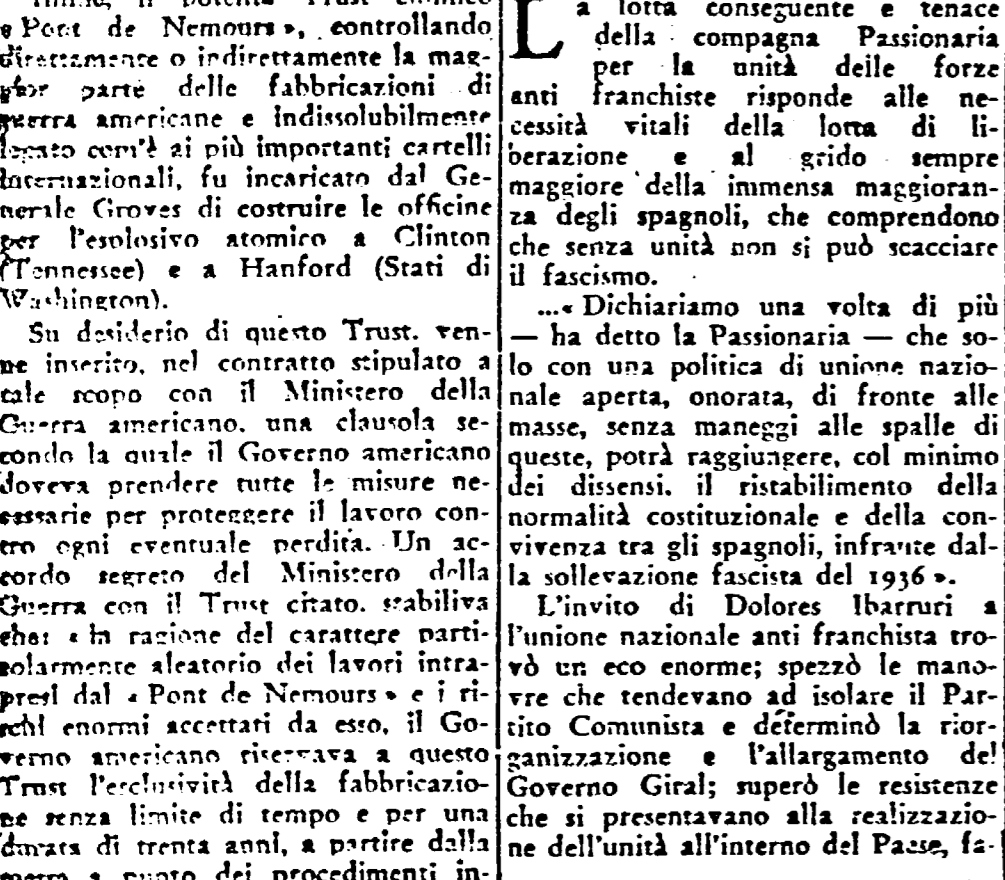 « Pont de Nemours », controllando
direttamente o indirettamente la mag-
gior parte delle fabbricazioni di
guerra americane e indissolubilmente
legato com'è ai più importanti cartelli
internazionali, fu incaricato dal Ge-
nerale Groves di costruire le officine
per l'esplosivo atomico a Clinton
(Tennessee) e a Hanford (Stati di
Washington).
Su desiderio di questo Trust. ven-
ne inserito, nel contratto stipulato a
tale scopo con il Ministero della
Guerra americano. una clausola se-
condo la quale il Governo americano
doveva prendere tutte le misure ne-
cessarie per proteggere il lavoro con-
tro ogni eventuale perdita. Un ac-
cordo segreto del Ministero della
Guerra con il Trust citato. stabiliva
che: « In ragione del carattere parti-
colarmente aleatorio dei lavori intra-
presi dal « Pont de Nemours » e i ri-
schi enormi accettati da esso, il Go-
verno americano riservava a questo
Trust l'esclusività della fabbricazio-
ne senza limite di tempo e per una
durata di trenta anni, a partire dalla
messa a punto dei procedimenti in-
La lotta conseguente e tenace
della compagna Passionaria
per la unità delle forze
anti franchiste risponde alle ne-
cessità vitali della lotta di li-
berazione e al grido sempre
maggiore della immensa maggioran-
za degli spagnoli, che comprendono
che senza unità non si può scacciare
il fascismo.
...« Dichiariamo una volta di più
— ha detto la Passionaria — che so-
lo con una politica di unione nazio-
nale aperta, onorata, di fronte alle
masse, senza maneggi alle spalle di
queste, potrà raggiungere, col minimo
dei dissensi. il ristabilimento della
normalità costituzionale e della con-
vivenza tra gli spagnoli, infrante dal-
la sollevazione fascista del 1936 ».
L'invito di Dolores Ibarruri a
l'unione nazionale anti franchista tro-
vò un eco enorme; spezzò le mano-
vre che tendevano ad isolare il Par-
tito Comunista e determinò la rior-
ganizzazione e l'allargamento del
Governo Giral; superò le resistenze
che si presentavano alla realizzazio-
ne dell'unità all'interno del Paese, fa-